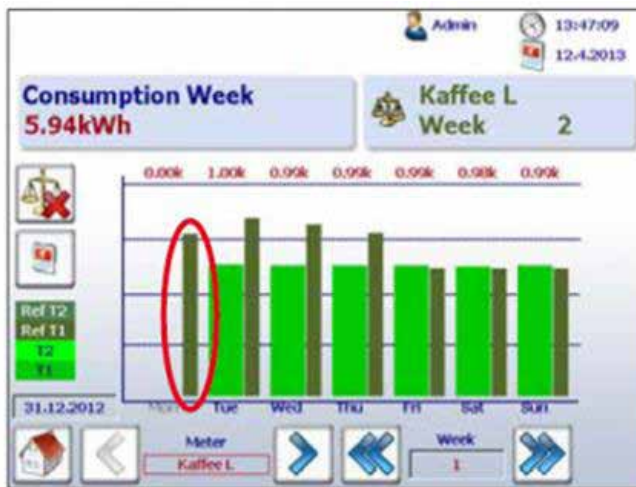 Admin
13:47:09
12.4.2013
Consumption Week
5.94kWh
Kaffee L
Week 2
0.00k 1.00k 0.99k 0.99k 0.99k 0.98k 0.99k
Ref T2
Ref T1
T2
T1
31.12.2012
Mon Tue Wed Thu Fri Sat Sun
Meter
Kaffee L
Week
1